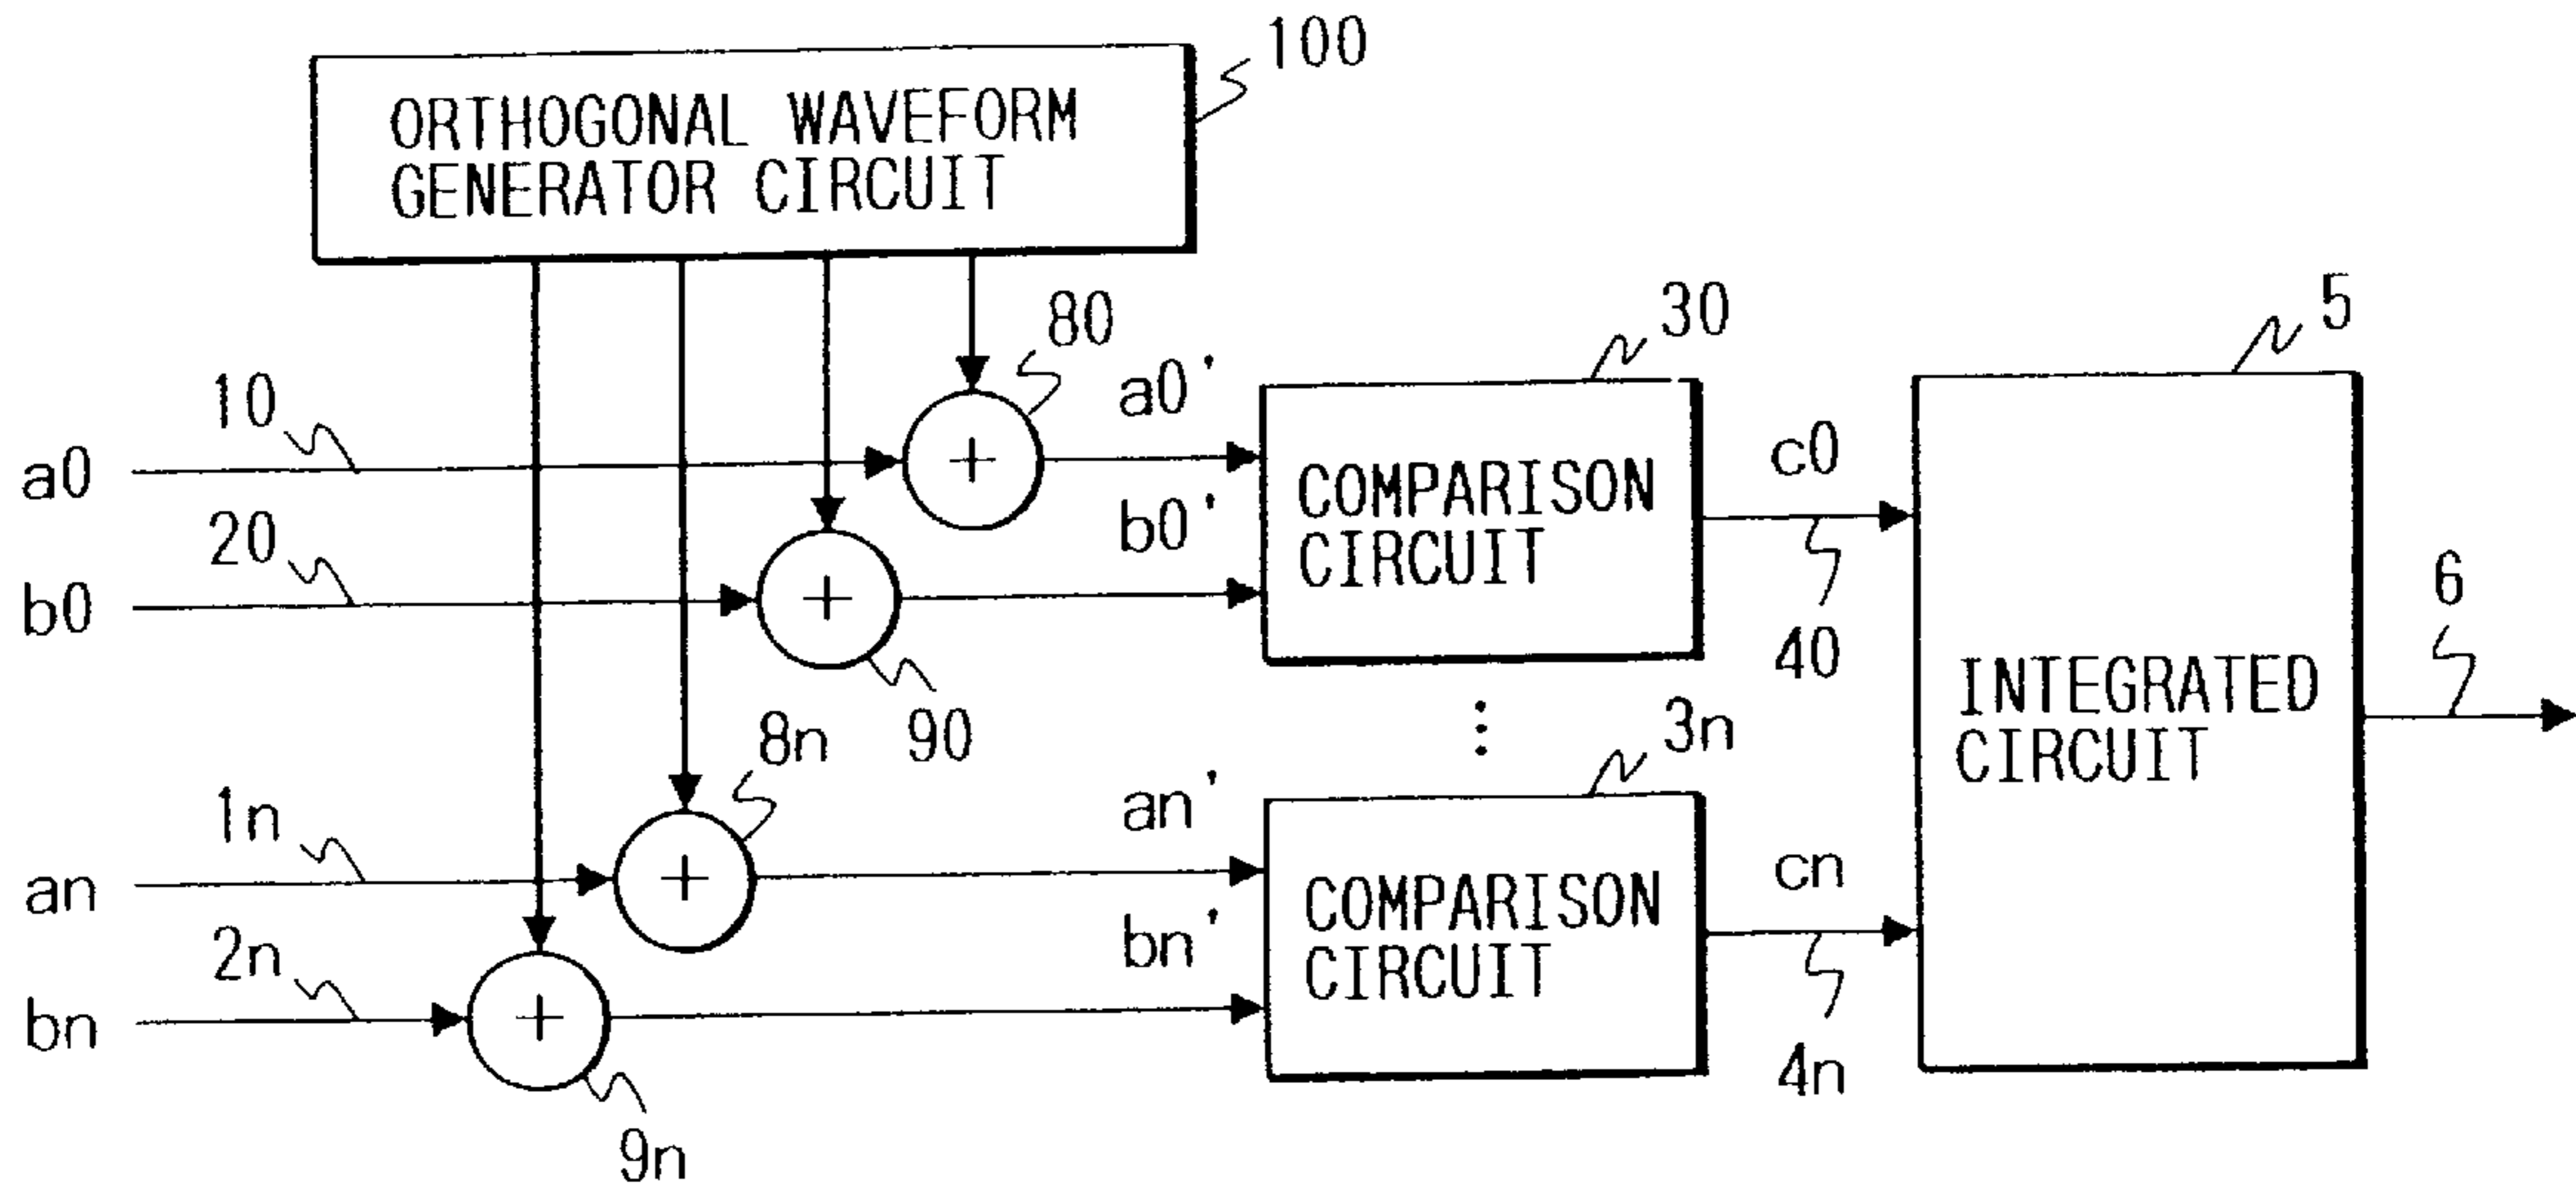 100
ORTHOGONAL WAVEFORM
GENERATOR CIRCUIT
80
30
5
10
a0
a0'
c0
COMPARISON
CIRCUIT
20
b0
b0'
40
6
90
8n
3n
INTEGRATED
CIRCUIT
1n
an
an'
cn
COMPARISON
CIRCUIT
2n
bn
bn'
4n
9n